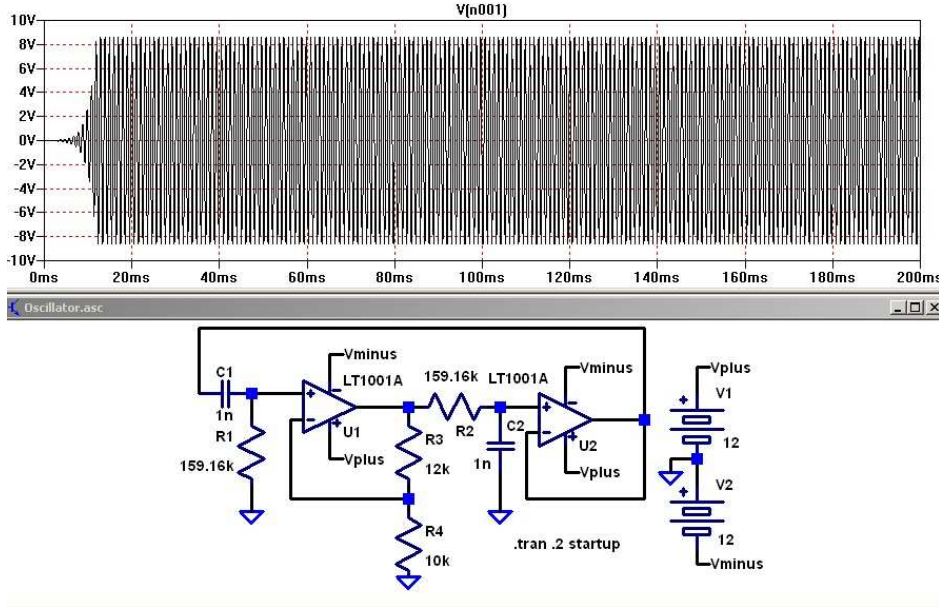 V(n001)
10V
8V
6V
4V
2V
0V
-2V
-4V
-6V
-8V
-10V
0ms 20ms 40ms 60ms 80ms 100ms 120ms 140ms 160ms 180ms 200ms
Oscillator.asc
C1
1n
R1
159.16k
Vminus
LT1001A
U1
Vplus
R3
12k
R4
10k
159.16k
R2
C2
1n
Vminus
LT1001A
U2
Vplus
.tran .2 startup
Vplus
V1
12
V2
12
Vminus